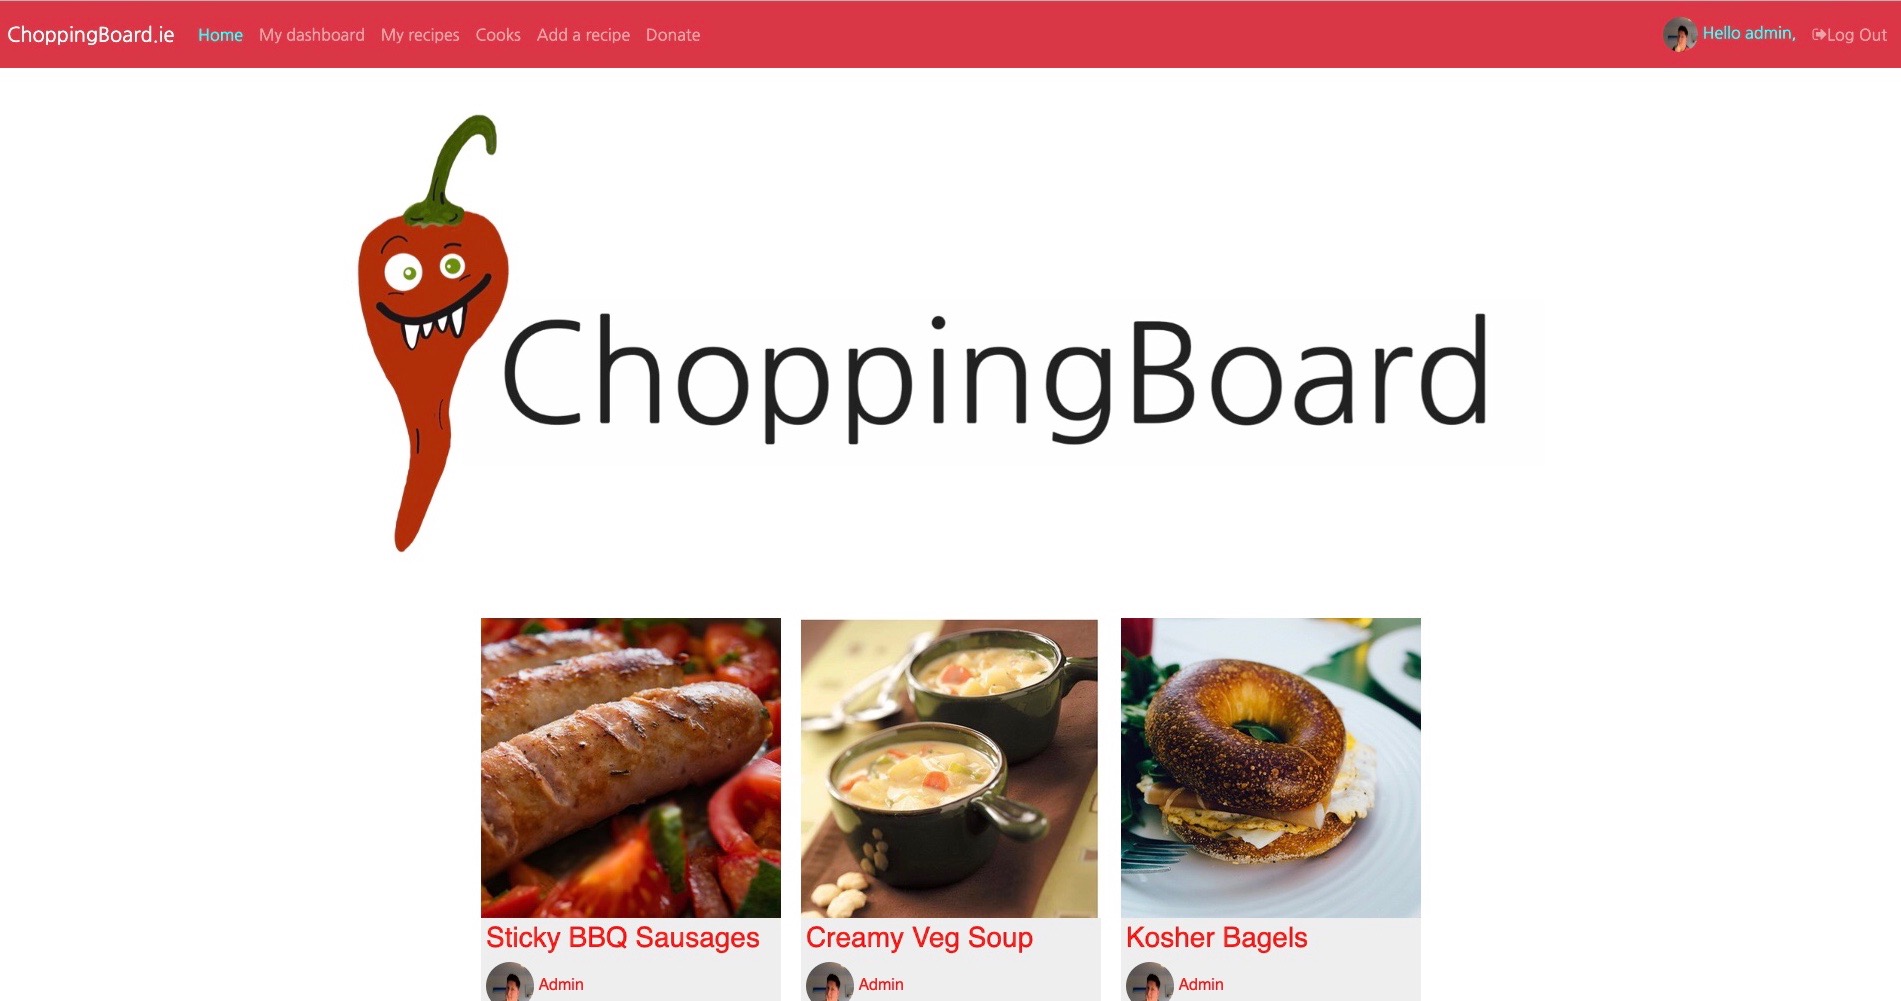 ChoppingBoard.ie Home My dashboard My recipes Cooks Add a recipe Donate Hello admin, Log Out
ChoppingBoard
Sticky BBQ Sausages Creamy Veg Soup Kosher Bagels
Admin Admin Admin